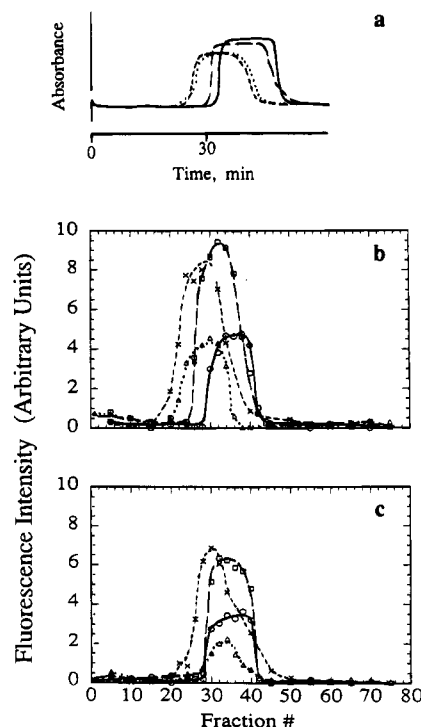 a
Absorbance
0
30
Time, min
b
10
8
6
4
2
0
c
10
8
6
4
2
0
0 10 20 30 40 50 60 70 80
Fraction #
Fluorescence Intensity (Arbitrary Units)